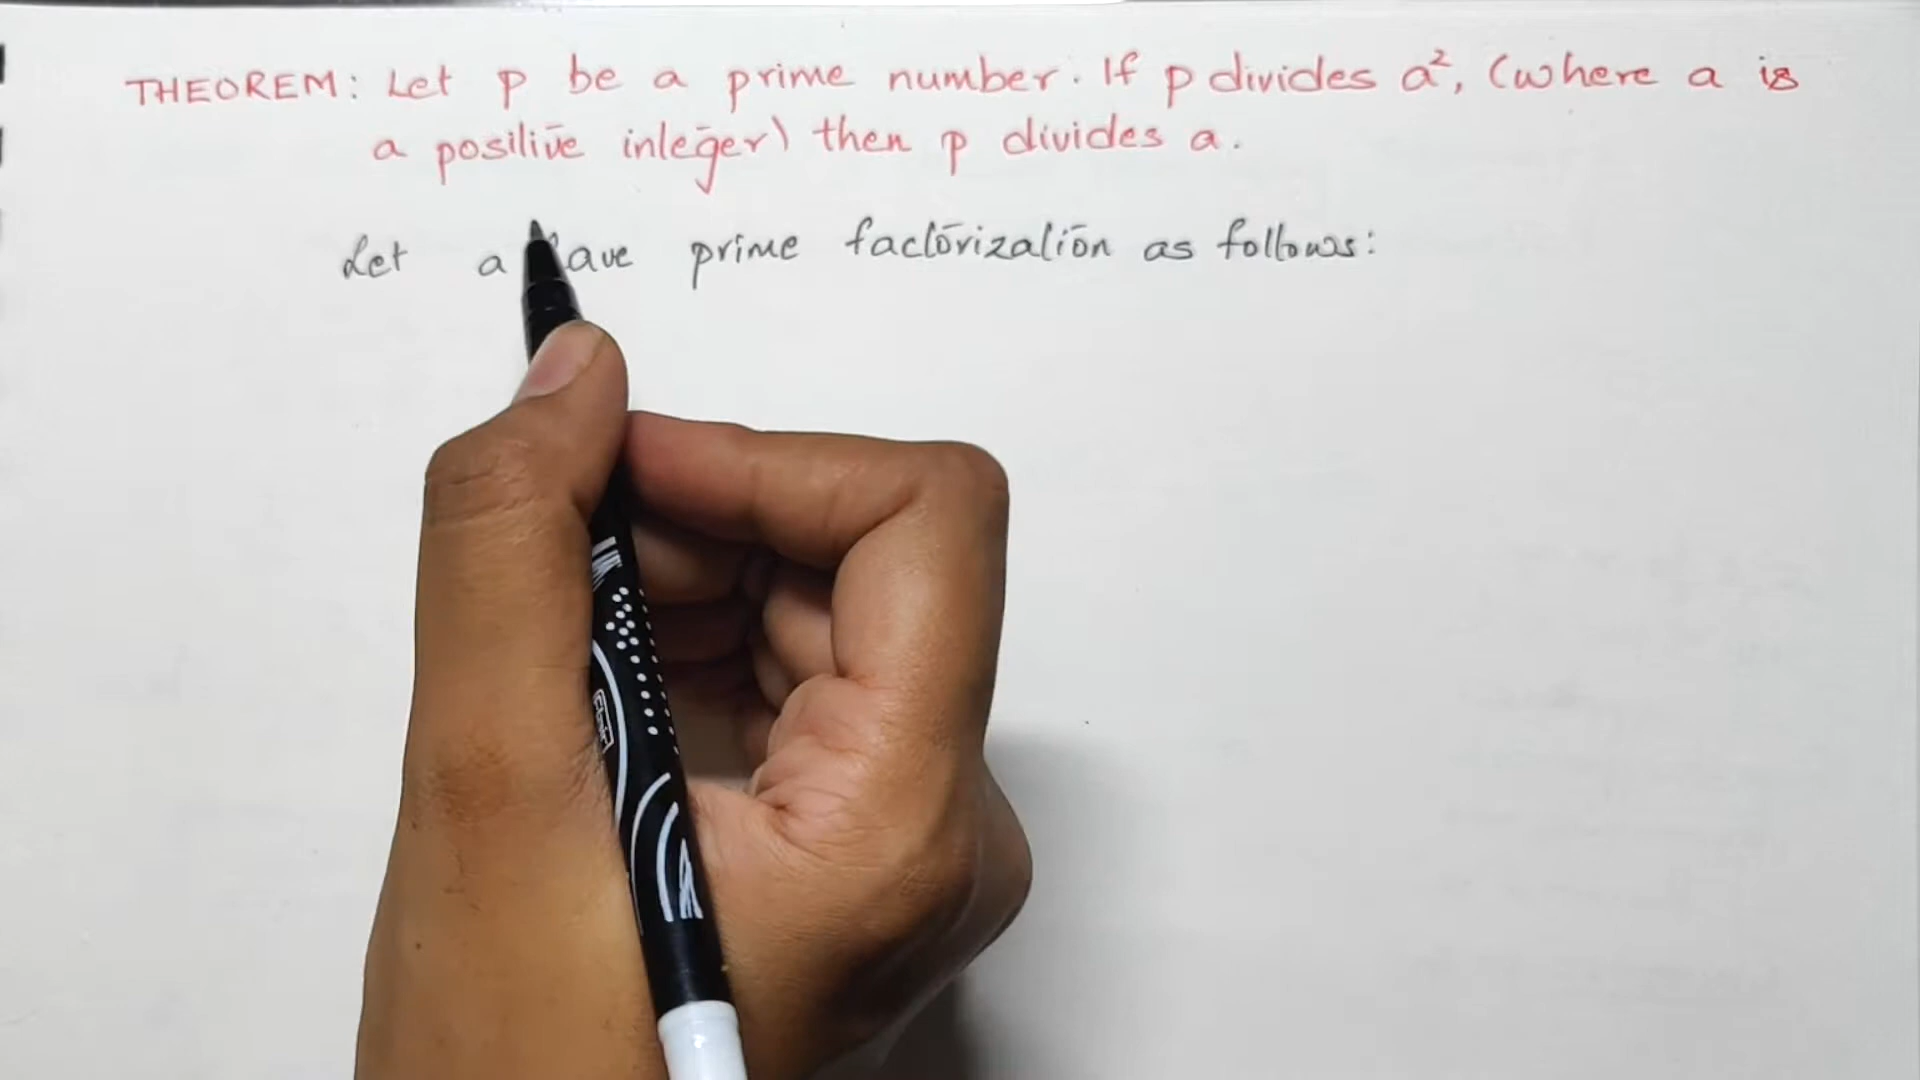 THEOREM: Let p be a prime number. If p divides a², (where a is
a positive integer) then p divides a.
Let a have prime factorization as follows: